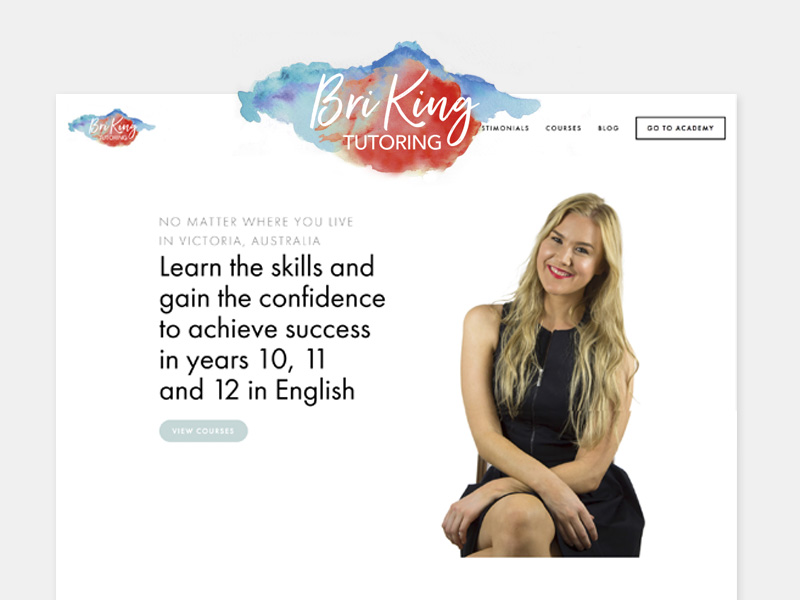 Bri King
TUTORING
Bri King
TUTORING
STIMONIALS
COURSES
BLOG
GO TO ACADEMY
NO MATTER WHERE YOU LIVE
IN VICTORIA, AUSTRALIA
Learn the skills and
gain the confidence
to achieve success
in years 10, 11
and 12 in English
VIEW COURSES